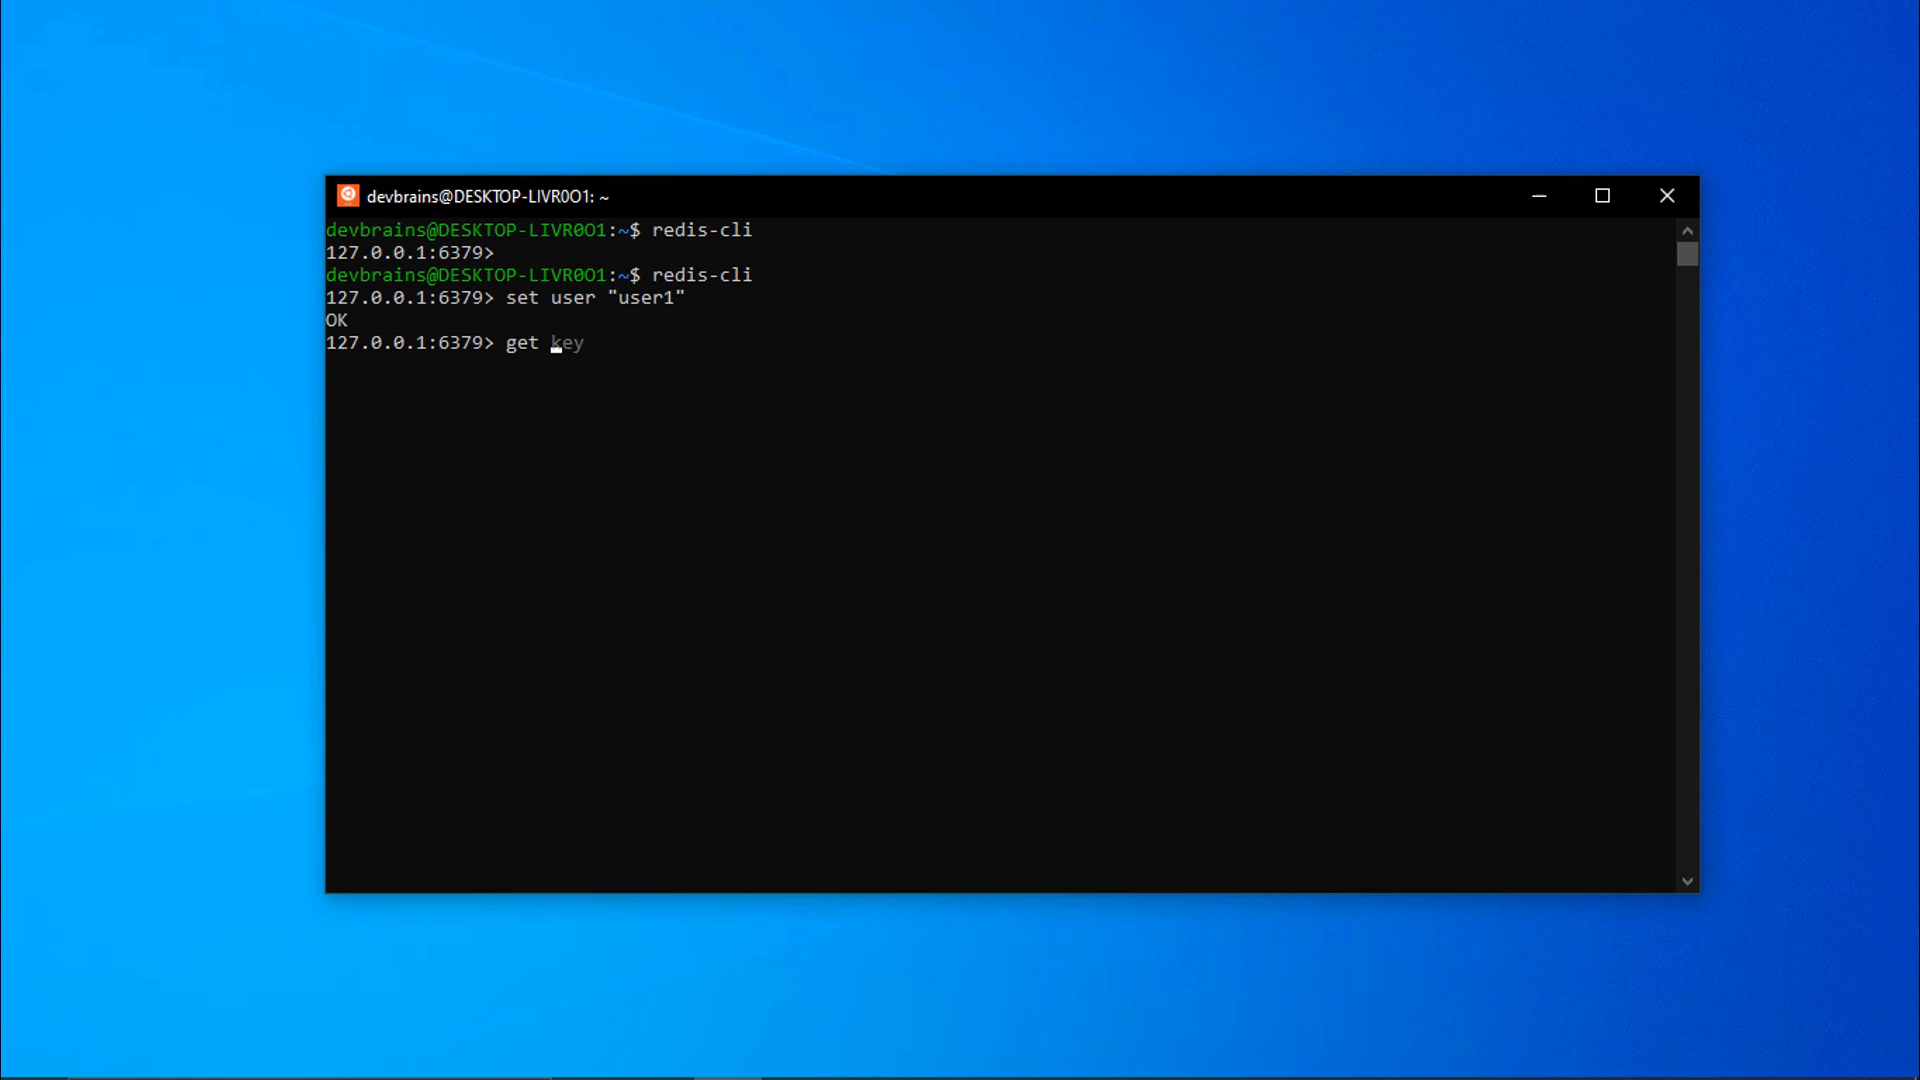 devbrains@DESKTOP-LIVR0O1: ~
devbrains@DESKTOP-LIVR0O1:~$ redis-cli
127.0.0.1:6379>
devbrains@DESKTOP-LIVR0O1:~$ redis-cli
127.0.0.1:6379> set user "user1"
OK
127.0.0.1:6379> get key